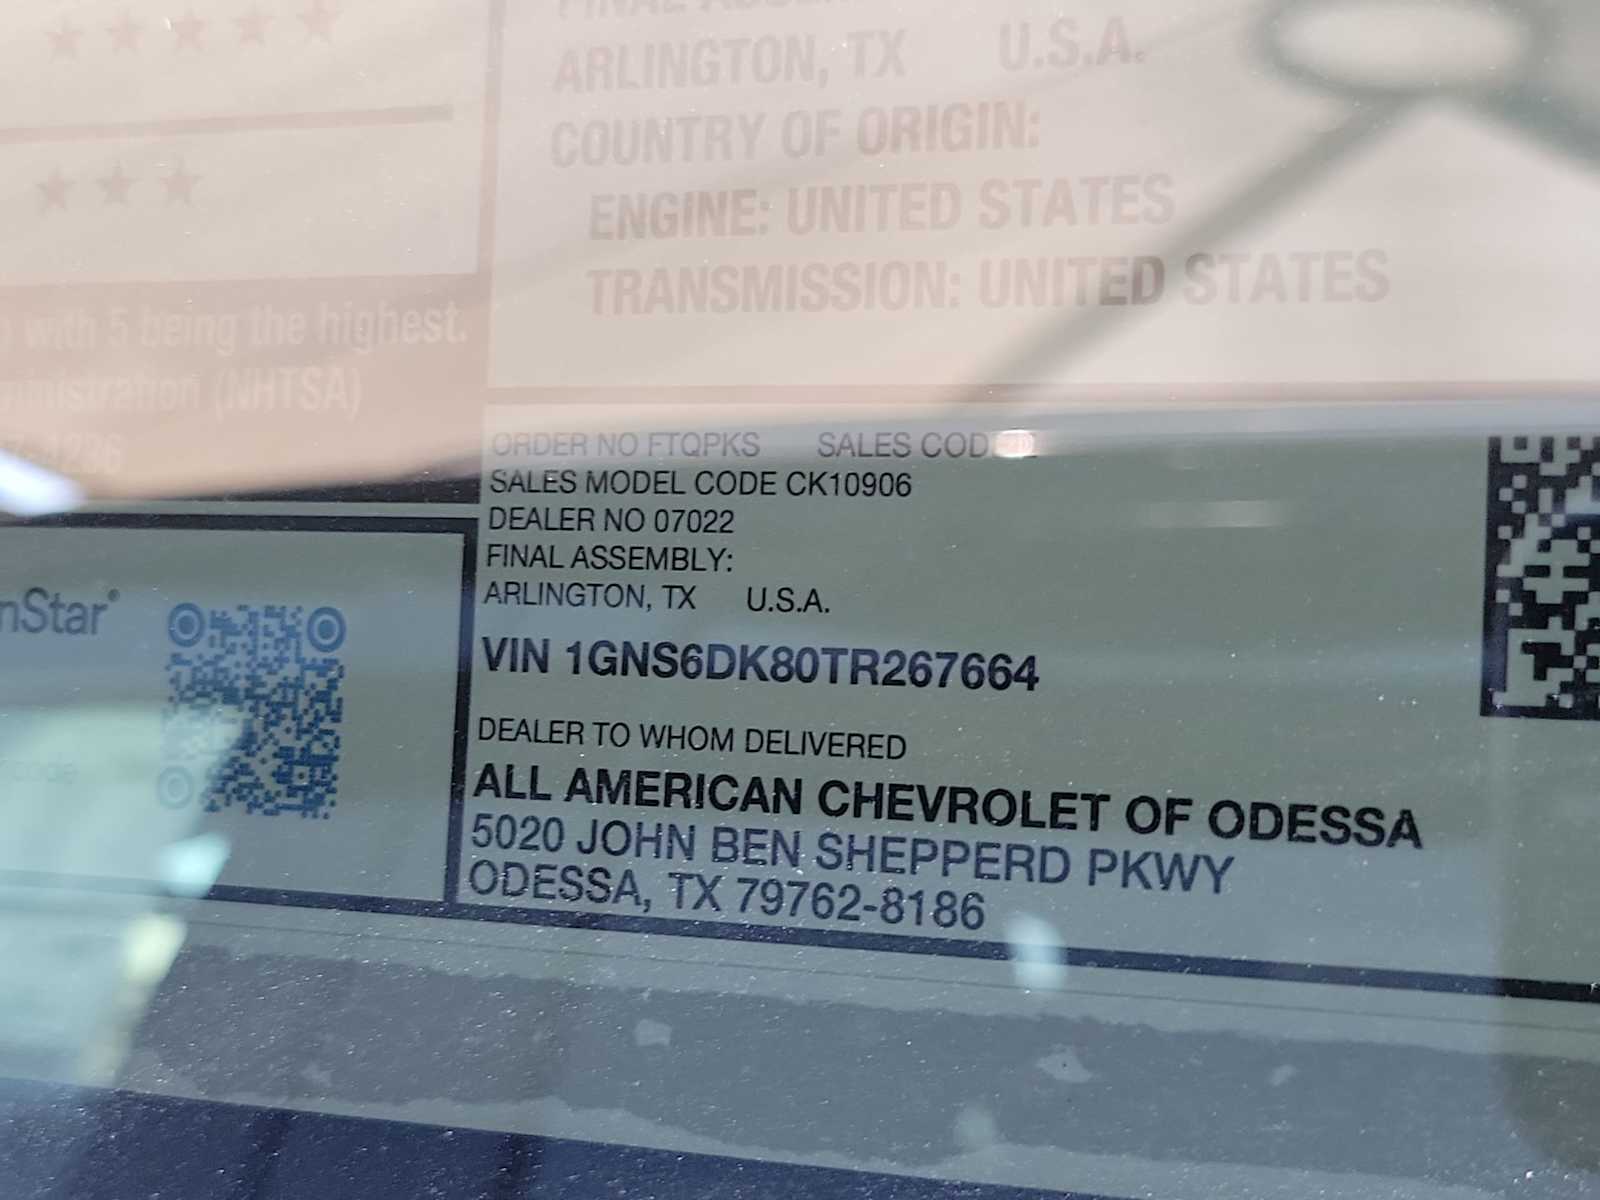 ARLINGTON, TX U.S.A.
COUNTRY OF ORIGIN:
ENGINE: UNITED STATES
TRANSMISSION: UNITED STATES
with 5 being the highest.
(NHTSA)
ORDER NO FTQPKS SALES COD
SALES MODEL CODE CK10906
DEALER NO 07022
FINAL ASSEMBLY:
ARLINGTON, TX U.S.A.
VIN 1GNS6DK80TR267664
DEALER TO WHOM DELIVERED
ALL AMERICAN CHEVROLET OF ODESSA
5020 JOHN BEN SHEPPERD PKWY
ODESSA, TX 79762-8186
nStar®